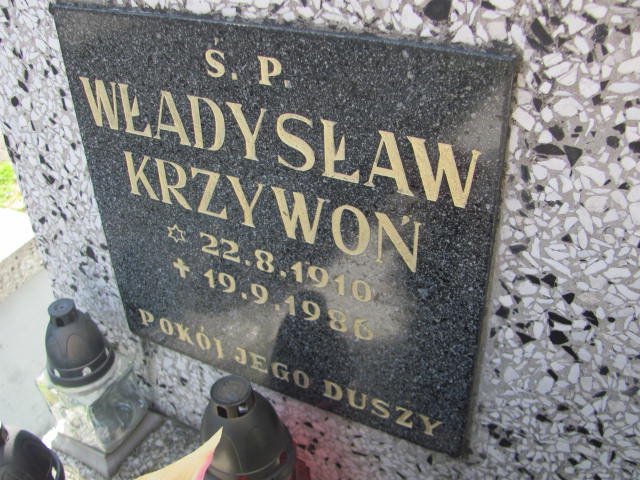 Ś. P.
WŁADYSŁAW
KRZYWOŃ
✡ 22.8.1910
✝ 19.9.1986
POKÓJ JEGO DUSZY